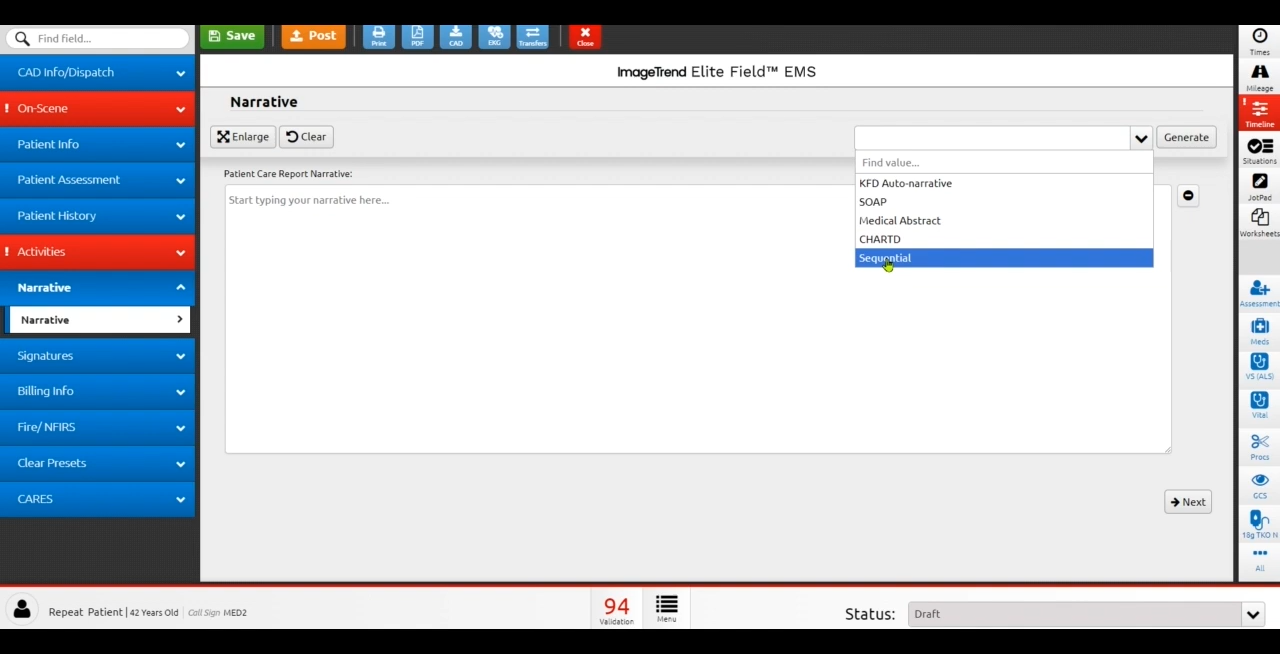 Find field...
Save
Post
Print
PDF
CAD
EKG
Transfers
Close
Times
CAD Info/Dispatch
ImageTrend Elite Field™ EMS
Mileage
! On-Scene
Narrative
! Timeline
Patient Info
Enlarge
Clear
Generate
Situations
Find value...
Patient Assessment
Patient Care Report Narrative:
KFD Auto-narrative
JotPad
Start typing your narrative here...
SOAP
Patient History
Medical Abstract
Worksheets
CHARTD
! Activities
Sequential
Narrative
Assessment
Narrative
Meds
Signatures
VS (ALS)
Billing Info
Vital
Fire/ NFIRS
Procs
Clear Presets
GCS
CARES
Next
18g TKO N
All
Repeat Patient | 42 Years Old | Call Sign MED2
94
Validation
Menu
Status:
Draft